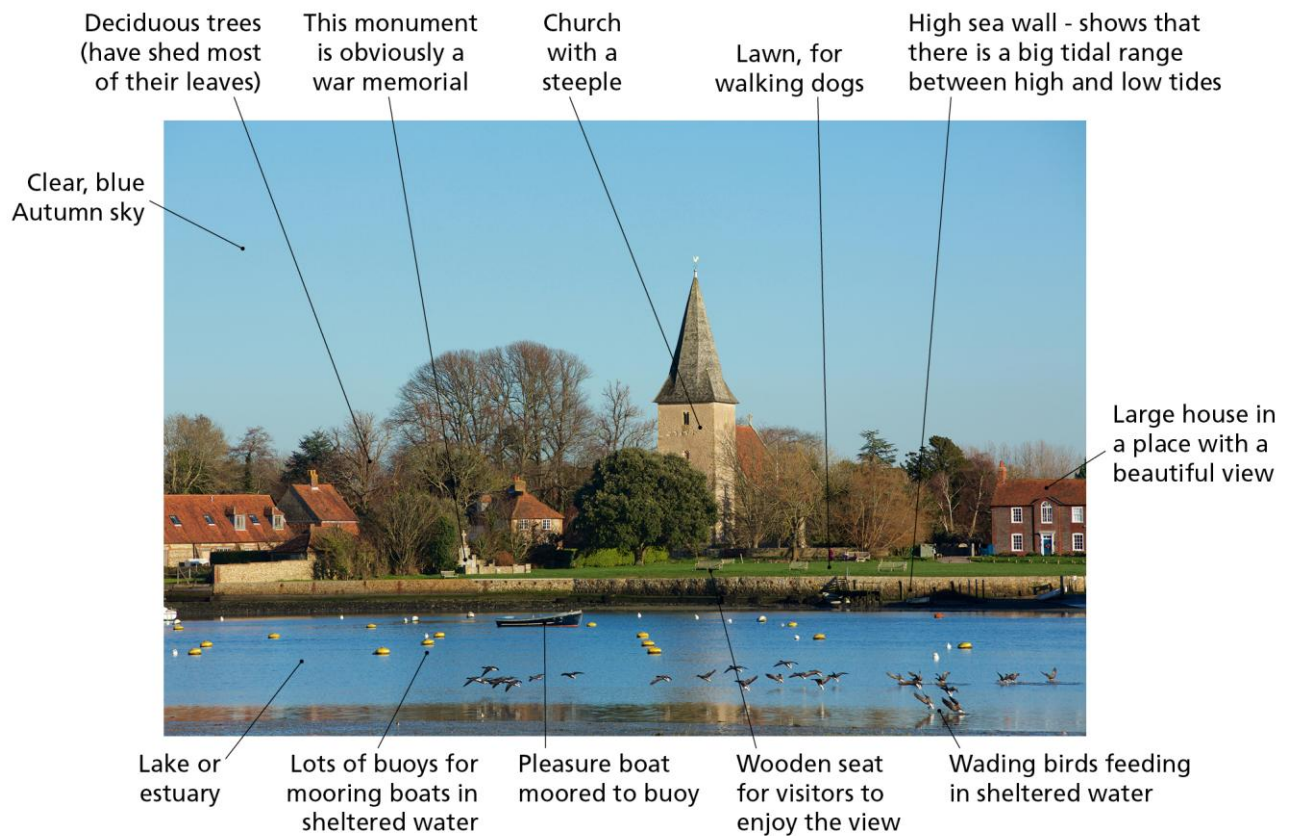 Deciduous trees
(have shed most
of their leaves)
This monument
is obviously a
war memorial
Church
with a
steeple
Lawn, for
walking dogs
High sea wall - shows that
there is a big tidal range
between high and low tides
Clear, blue
Autumn sky
Large house in
a place with a
beautiful view
Lake or
estuary
Lots of buoys for
mooring boats in
sheltered water
Pleasure boat
moored to buoy
Wooden seat
for visitors to
enjoy the view
Wading birds feeding
in sheltered water